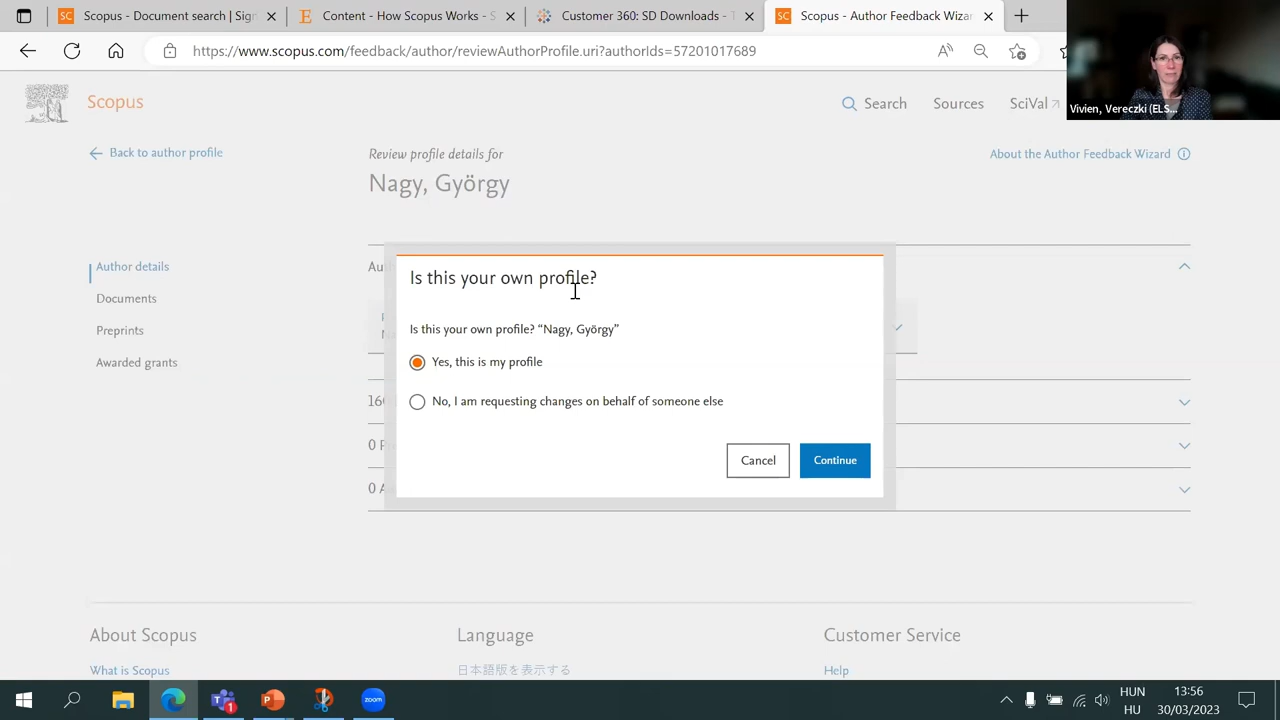 Scopus - Document search | Sign
Content - How Scopus Works - S
Customer 360: SD Downloads - T
Scopus - Author Feedback Wizar
https://www.scopus.com/feedback/author/reviewAuthorProfile.uri?authorIds=57201017689
Vivien, Vereczki (ELS...
Scopus
Search
Sources
SciVal
Back to author profile
Review profile details for
About the Author Feedback Wizard
Nagy, György
Author details
Documents
Preprints
Awarded grants
Is this your own profile?
Is this your own profile? “Nagy, György”
Yes, this is my profile
No, I am requesting changes on behalf of someone else
Cancel
Continue
About Scopus
Language
Customer Service
What is Scopus
日本語版を表示する
Help
zoom
HUN
HU
13:56
30/03/2023